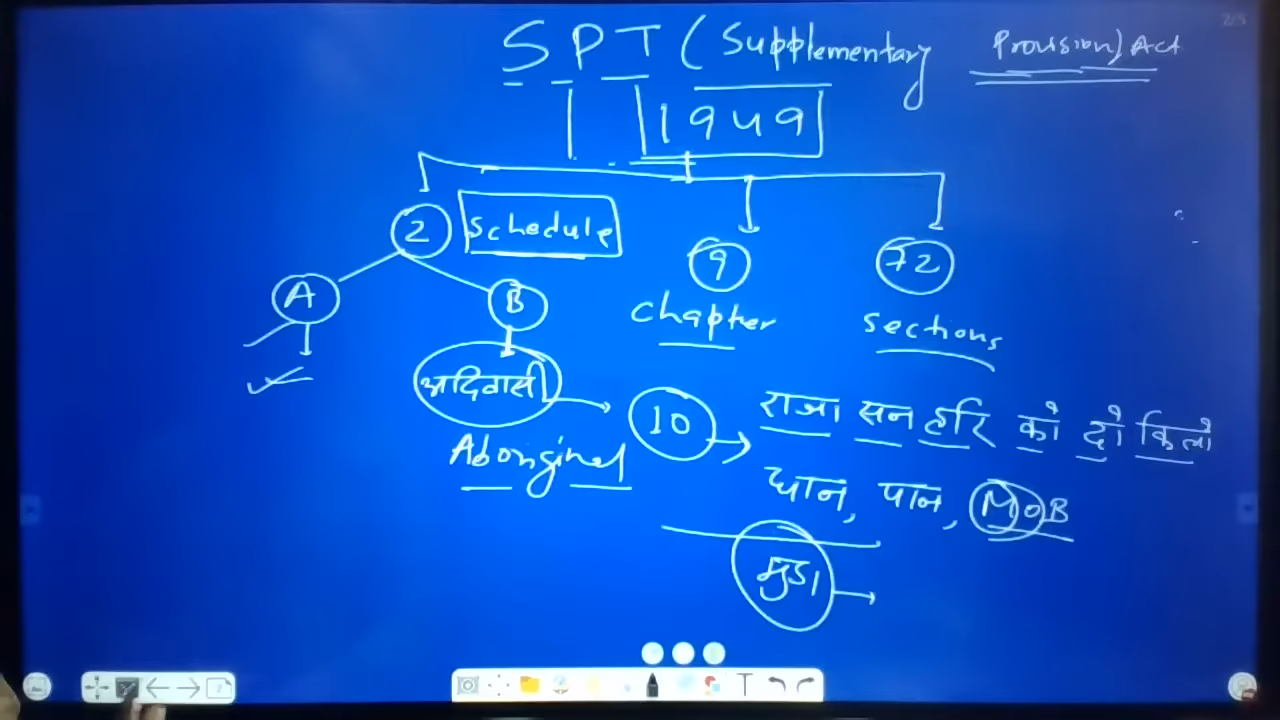 SPT (Supplementary Provision) Act
1949
2 Schedule
9
72
A
B
chapter
sections
आदिवासी
10
राजा सन हरि को दो किलो
Aboriginal
धान, पान, MOB
मुंडा
T